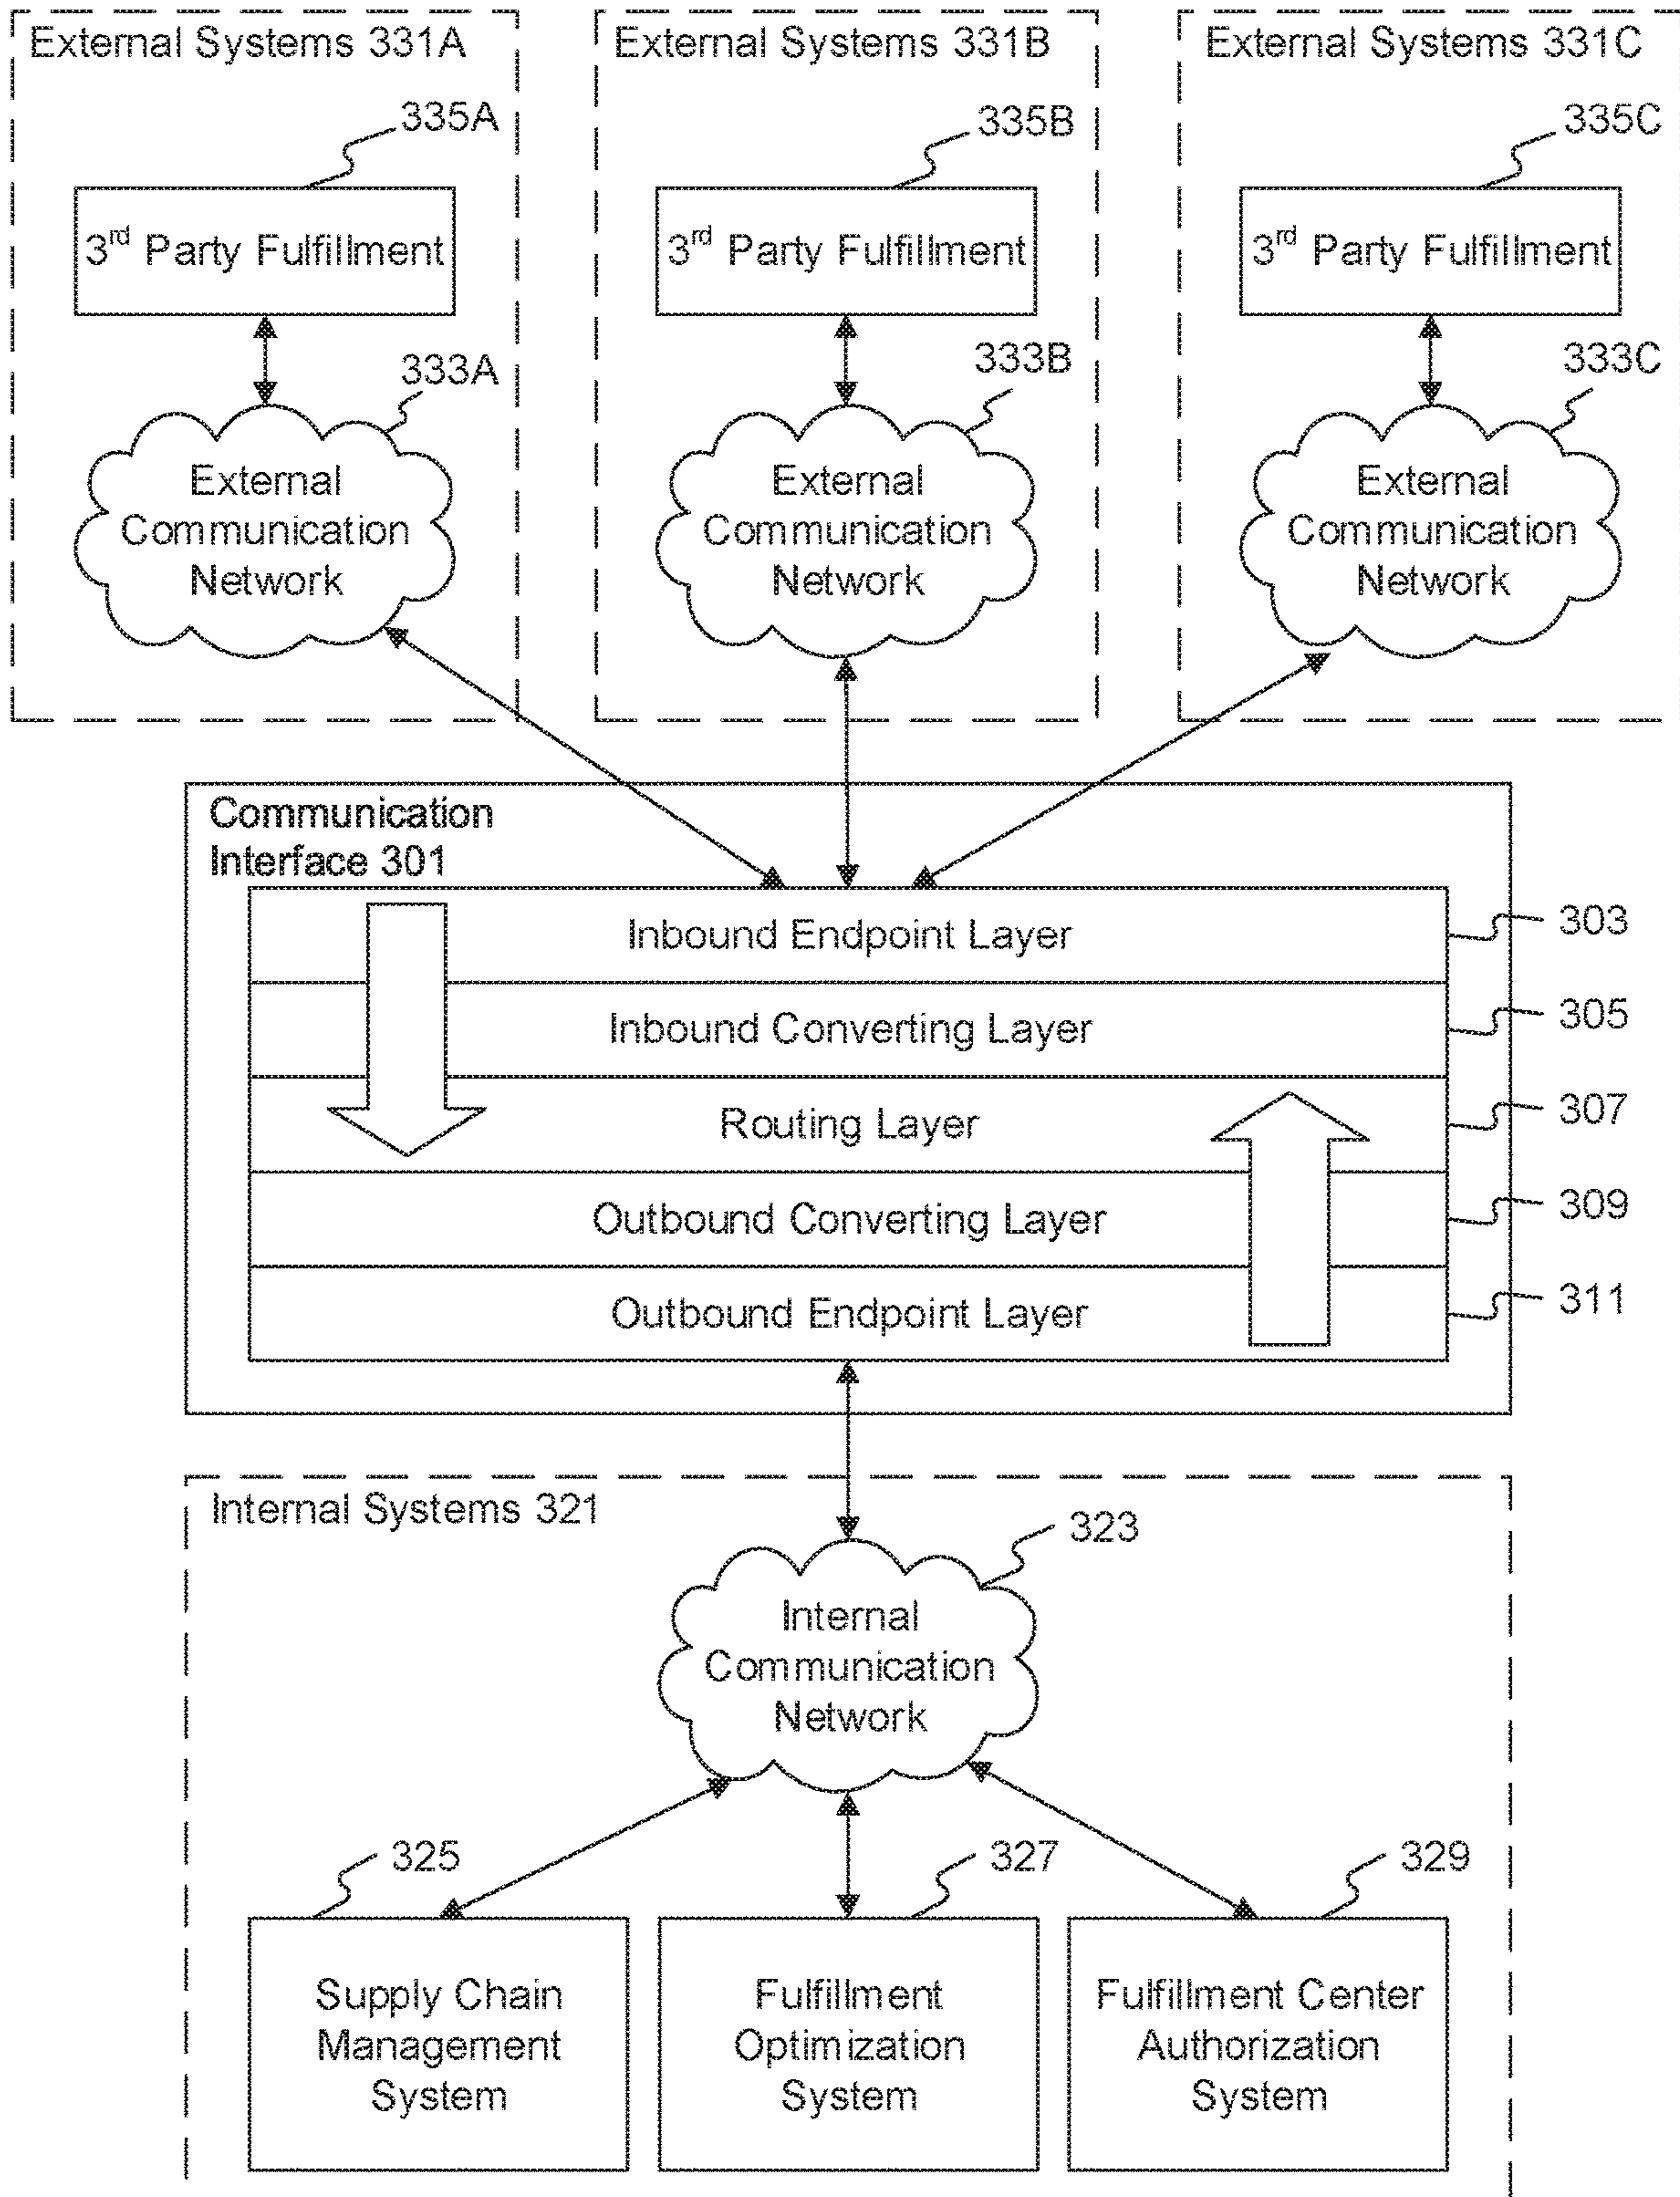 External Systems 331A
335A
3rd Party Fulfillment
333A
External
Communication
Network
External Systems 331B
335B
3rd Party Fulfillment
333B
External
Communication
Network
External Systems 331C
335C
3rd Party Fulfillment
333C
External
Communication
Network
Communication
Interface 301
Inbound Endpoint Layer
303
Inbound Converting Layer
305
Routing Layer
307
Outbound Converting Layer
309
Outbound Endpoint Layer
311
Internal Systems 321
323
Internal
Communication
Network
325
Supply Chain
Management
System
327
Fulfillment
Optimization
System
329
Fulfillment Center
Authorization
System